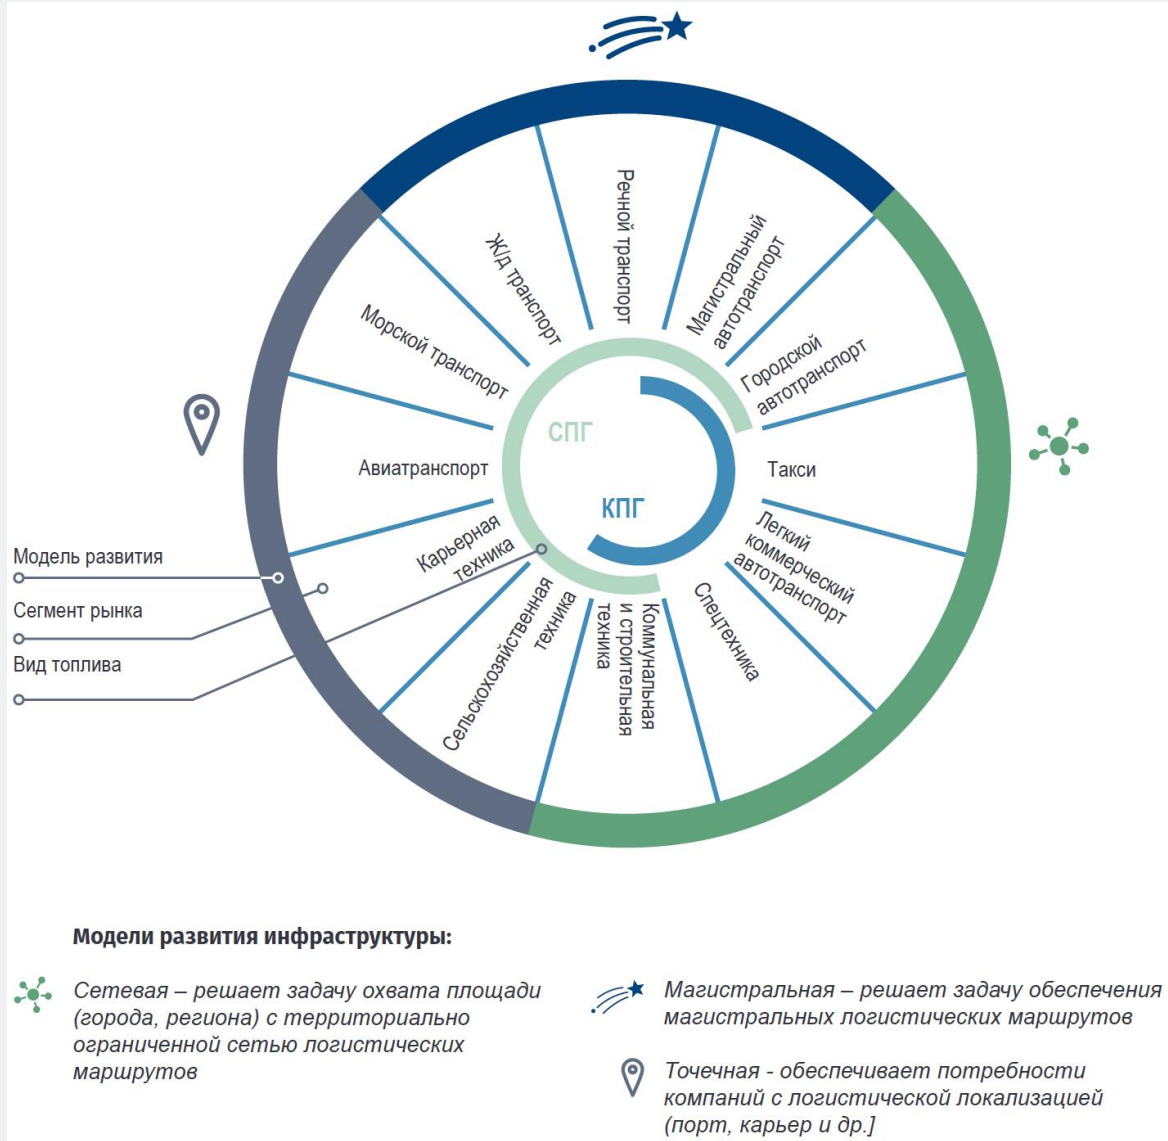 Речной транспорт
Магистральный
автотранспорт
Городской
автотранспорт
Такси
Легкий
коммерческий
автотранспорт
Спецтехника
Коммунальная
и строительная
техника
Сельскохозяйственная
техника
Карьерная
техника
Авиатранспорт
Морской транспорт
Ж/д транспорт
СПГ
КПГ
Модель развития
Сегмент рынка
Вид топлива
Модели развития инфраструктуры:
Сетевая – решает задачу охвата площади
(города, региона) с территориально
ограниченной сетью логистических
маршрутов
Магистральная – решает задачу обеспечения
магистральных логистических маршрутов
Точечная - обеспечивает потребности
компаний с логистической локализацией
(порт, карьер и др.]